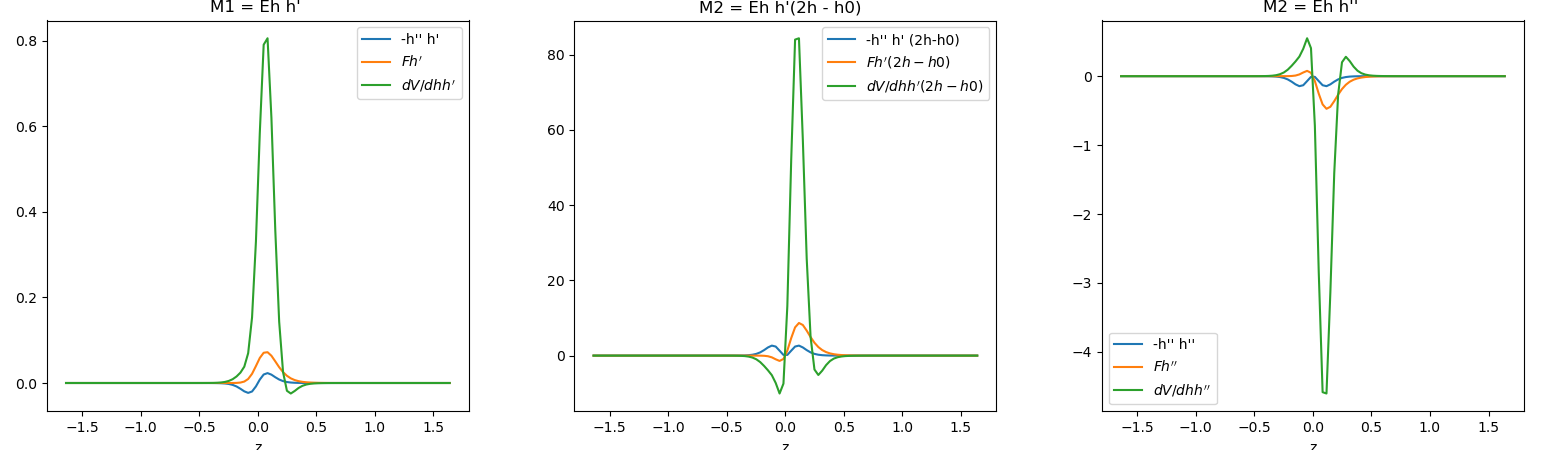 M1 = Eh h'
-h'' h'
Fh′
dV/dhh′
0.8
0.6
0.4
0.2
0.0
−1.5 −1.0 −0.5 0.0 0.5 1.0 1.5
z
M2 = Eh h'(2h - h0)
-h'' h' (2h-h0)
Fh′(2h − h0)
dV/dhh′(2h − h0)
80
60
40
20
0
−1.5 −1.0 −0.5 0.0 0.5 1.0 1.5
z
M2 = Eh h''
0
−1
−2
−3
−4
-h'' h''
Fh′′
dV/dhh′′
−1.5 −1.0 −0.5 0.0 0.5 1.0 1.5
z